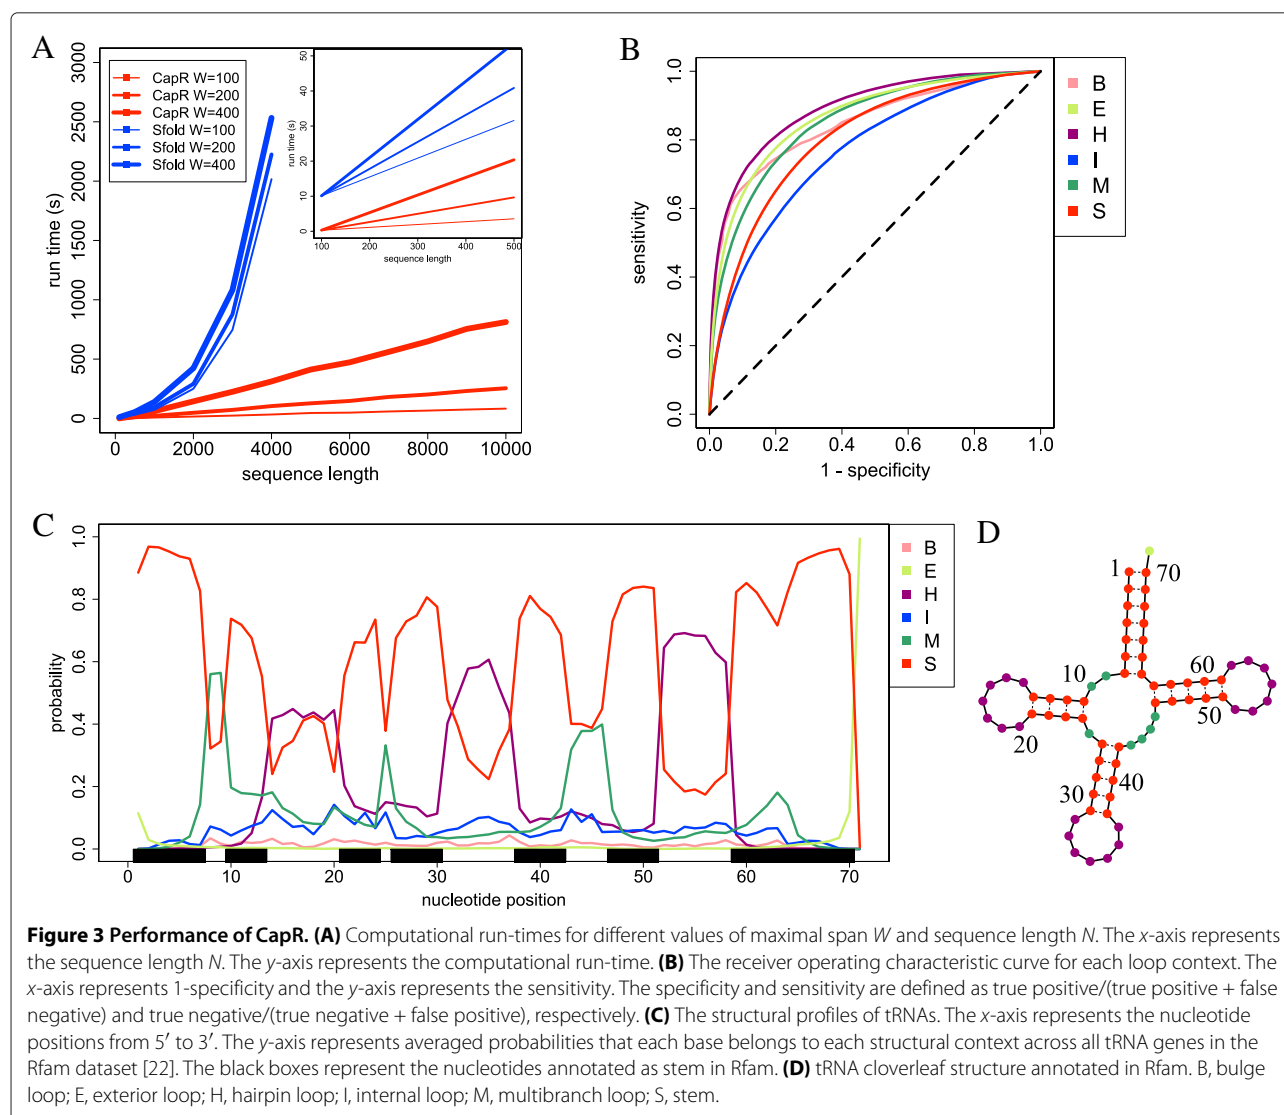 A
3000
2500
2000
1500
1000
500
0
run time (s)
CapR W=100
CapR W=200
CapR W=400
Sfold W=100
Sfold W=200
Sfold W=400
50
40
30
20
10
0
run time (s)
100 200 300 400 500
sequence length
0 2000 4000 6000 8000 10000
sequence length
B
1.0
0.8
0.6
0.4
0.2
0.0
sensitivity
0.0 0.2 0.4 0.6 0.8 1.0
1 - specificity
B
E
H
I
M
S
C
1.0
0.8
0.6
0.4
0.2
0.0
probability
0 10 20 30 40 50 60 70
nucleotide position
B
E
H
I
M
S
D
1 70
10 60
20 50
30 40
Figure 3 Performance of CapR. (A) Computational run-times for different values of maximal span W and sequence length N. The x-axis represents
the sequence length N. The y-axis represents the computational run-time. (B) The receiver operating characteristic curve for each loop context. The
x-axis represents 1-specificity and the y-axis represents the sensitivity. The specificity and sensitivity are defined as true positive/(true positive + false
negative) and true negative/(true negative + false positive), respectively. (C) The structural profiles of tRNAs. The x-axis represents the nucleotide
positions from 5′ to 3′. The y-axis represents averaged probabilities that each base belongs to each structural context across all tRNA genes in the
Rfam dataset [22]. The black boxes represent the nucleotides annotated as stem in Rfam. (D) tRNA cloverleaf structure annotated in Rfam. B, bulge
loop; E, exterior loop; H, hairpin loop; I, internal loop; M, multibranch loop; S, stem.